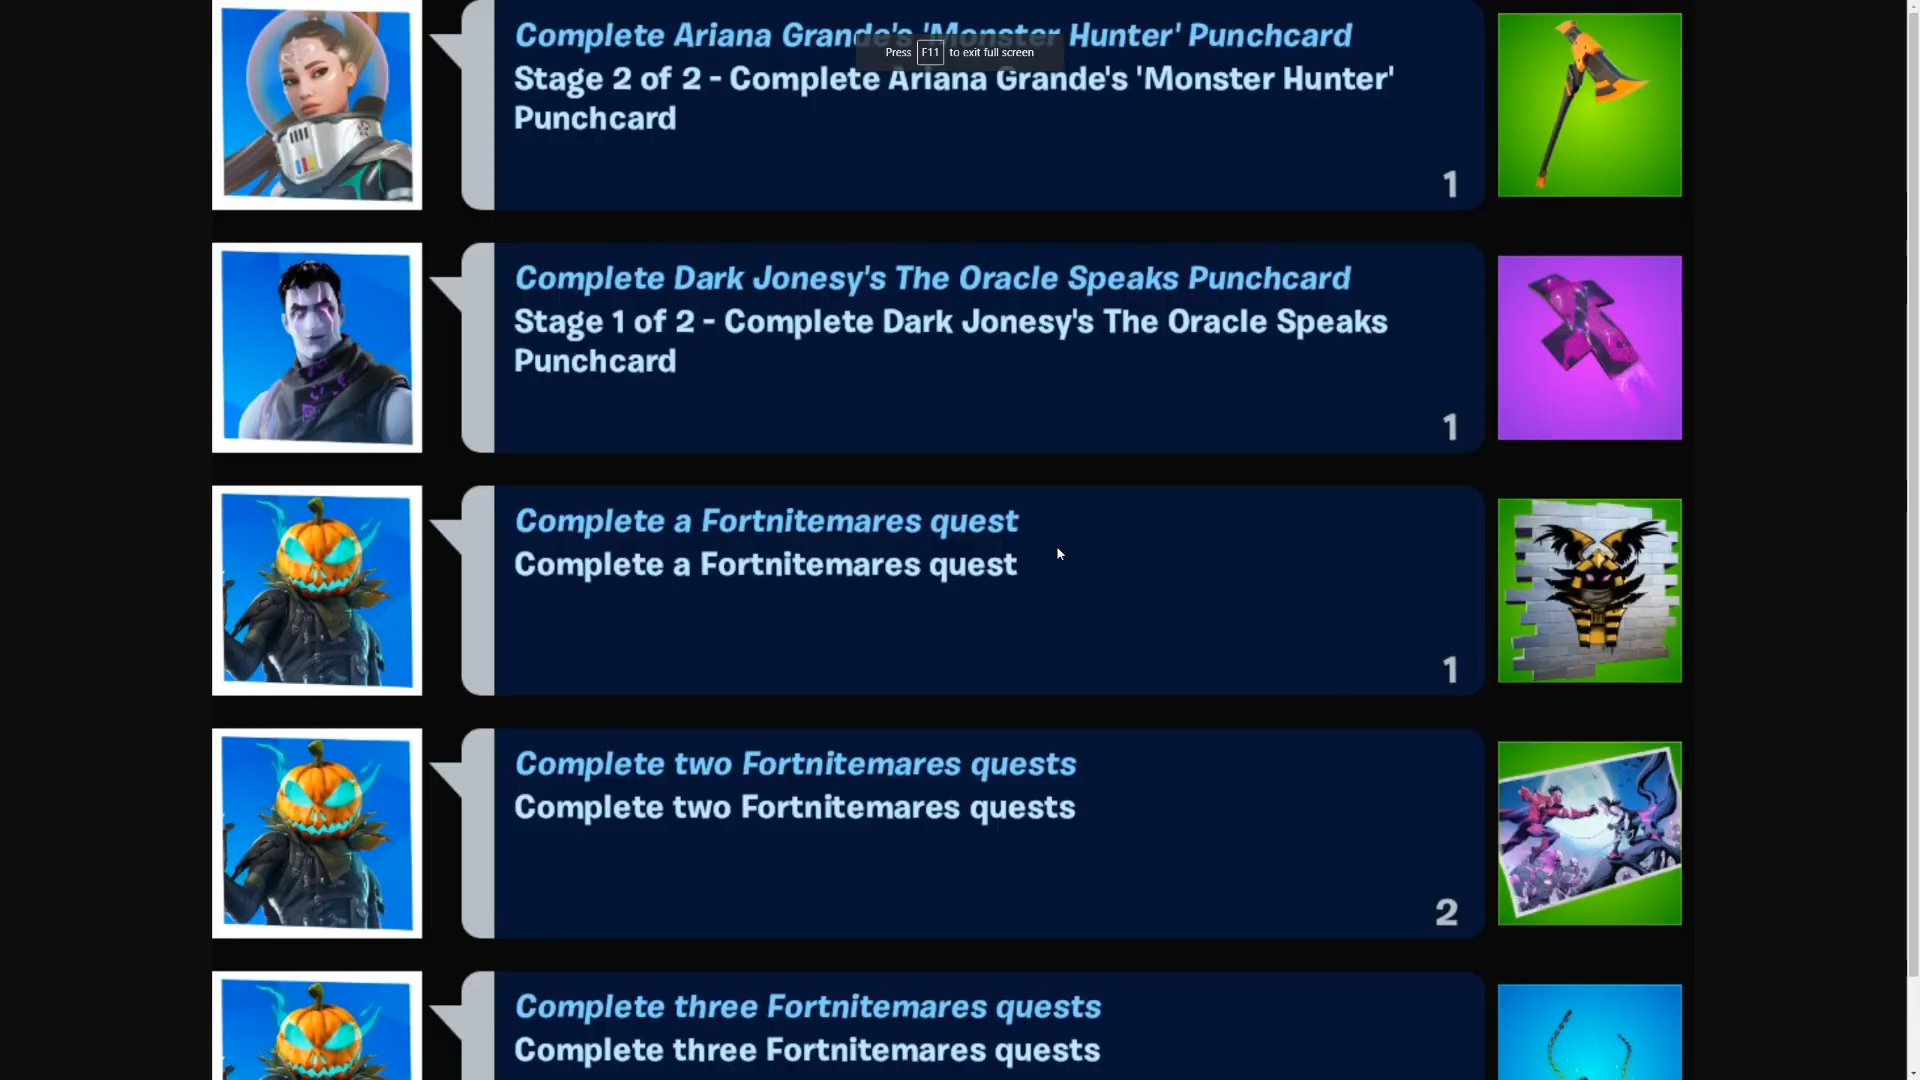 Complete Ariana Grande's 'Monster Hunter' Punchcard
Press F11 to exit full screen
Stage 2 of 2 - Complete Ariana Grande's 'Monster Hunter'
Punchcard
1
Complete Dark Jonesy's The Oracle Speaks Punchcard
Stage 1 of 2 - Complete Dark Jonesy's The Oracle Speaks
Punchcard
1
Complete a Fortnitemares quest
Complete a Fortnitemares quest
1
Complete two Fortnitemares quests
Complete two Fortnitemares quests
2
Complete three Fortnitemares quests
Complete three Fortnitemares quests